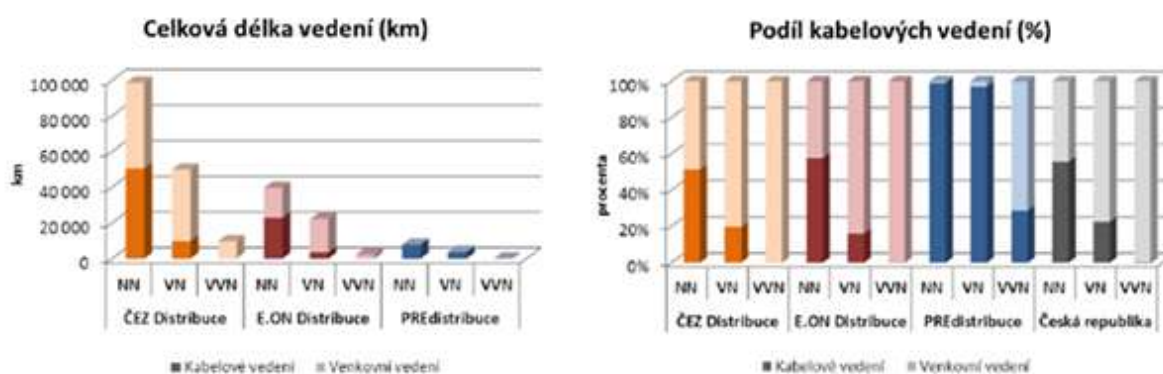 Celková délka vedení (km)
100 000
80 000
60 000
40 000
20 000
0
km
NN VN VVN NN VN VVN NN VN VVN
ČEZ Distribuce E.ON Distribuce PREdistribuce
Kabelové vedení Venkovní vedení
Podíl kabelových vedení (%)
100%
80%
60%
40%
20%
0%
procenta
NN VN VVN NN VN VVN NN VN VVN NN VN VVN
ČEZ Distribuce E.ON Distribuce PREdistribuce Česká republika
Kabelové vedení Venkovní vedení